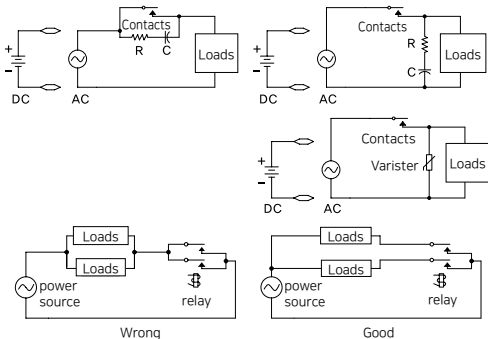 Contacts
R C
Loads
+
-
DC AC
Contacts
R
C
Loads
+
-
DC AC
Contacts
Varister
Loads
+
-
DC AC
Loads
Loads
power
source
relay
Wrong
Loads
Loads
power
source
relay
Good